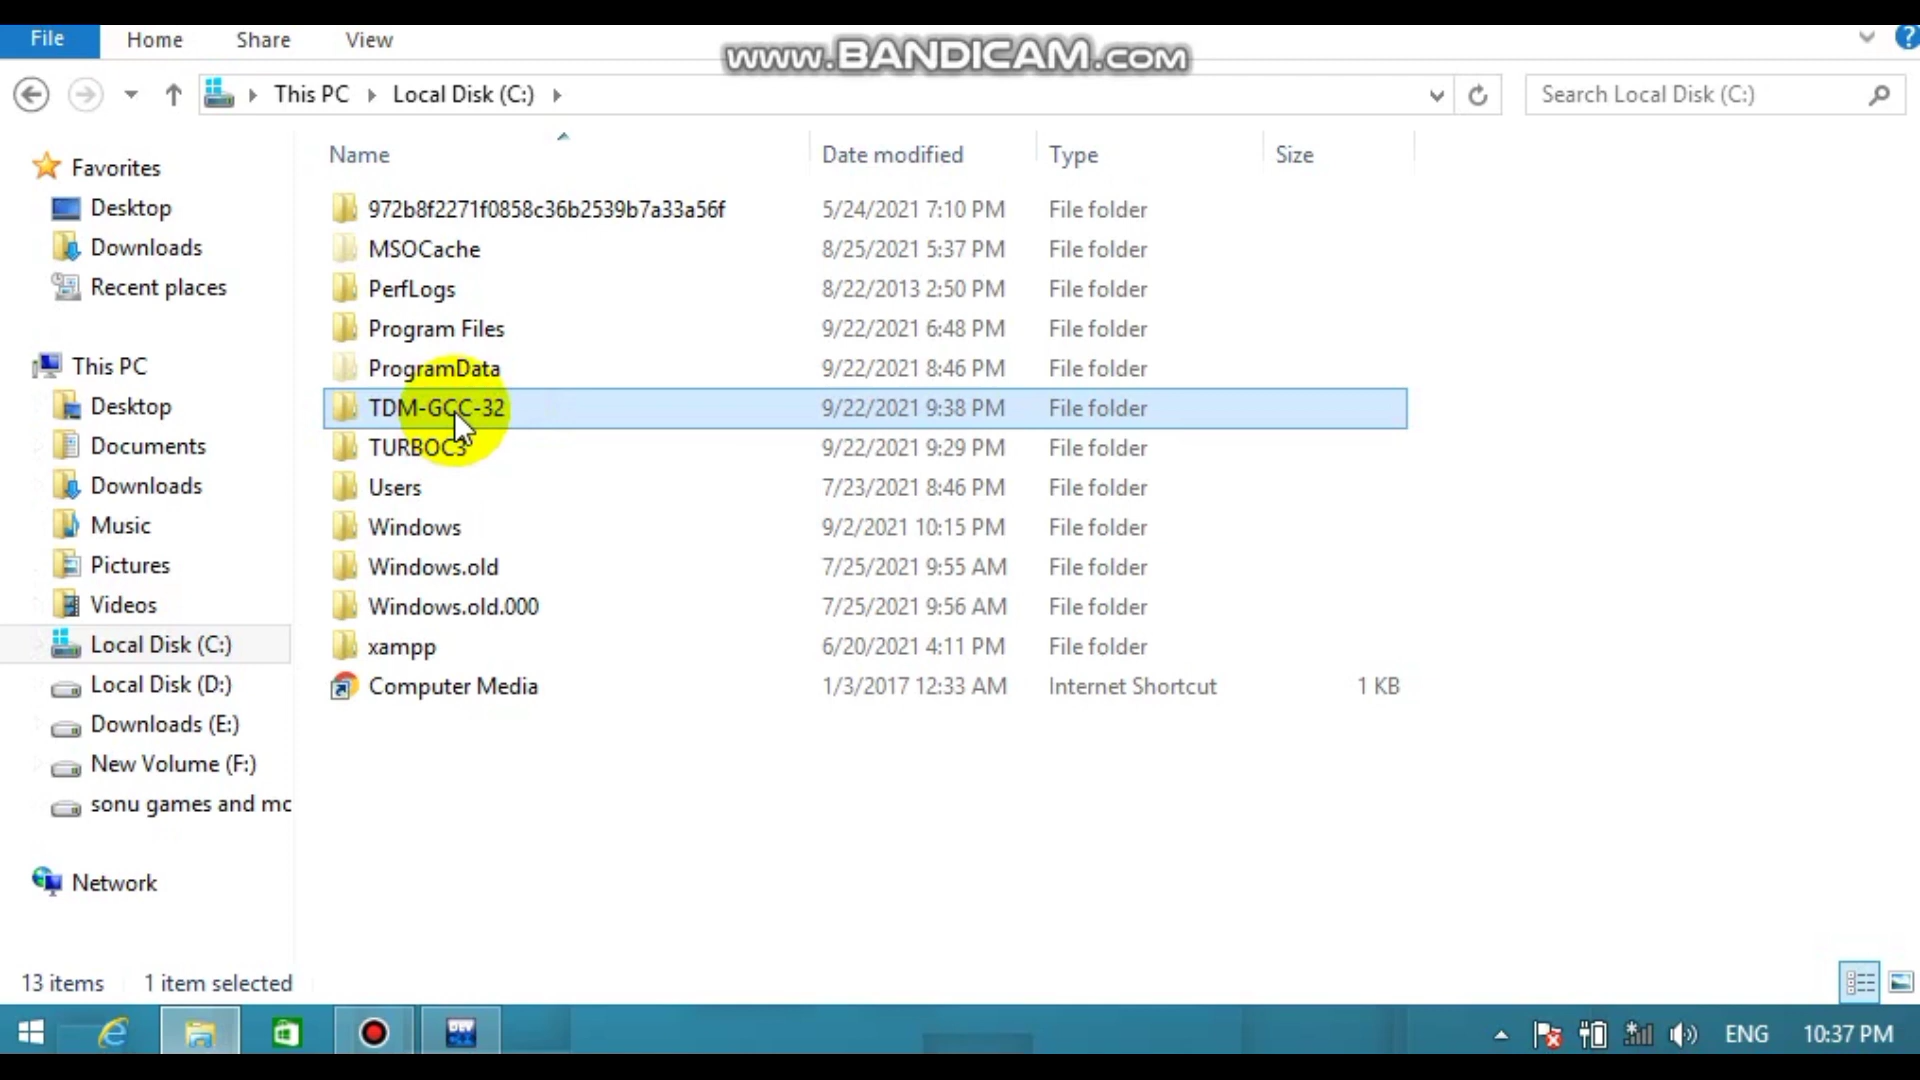 File Home Share View
www.BANDICAM.com
This PC Local Disk (C:)
Search Local Disk (C:)
Name Date modified Type Size
Favorites
Desktop
Downloads
Recent places
This PC
Desktop
Documents
Downloads
Music
Pictures
Videos
Local Disk (C:)
Local Disk (D:)
Downloads (E:)
New Volume (F:)
sonu games and mc
Network
972b8f2271f0858c36b2539b7a33a56f 5/24/2021 7:10 PM File folder
MSOCache 8/25/2021 5:37 PM File folder
PerfLogs 8/22/2013 2:50 PM File folder
Program Files 9/22/2021 6:48 PM File folder
ProgramData 9/22/2021 8:46 PM File folder
TDM-GCC-32 9/22/2021 9:38 PM File folder
TURBOC3 9/22/2021 9:29 PM File folder
Users 7/23/2021 8:46 PM File folder
Windows 9/2/2021 10:15 PM File folder
Windows.old 7/25/2021 9:55 AM File folder
Windows.old.000 7/25/2021 9:56 AM File folder
xampp 6/20/2021 4:11 PM File folder
Computer Media 1/3/2017 12:33 AM Internet Shortcut 1 KB
13 items 1 item selected
DEV
ENG 10:37 PM